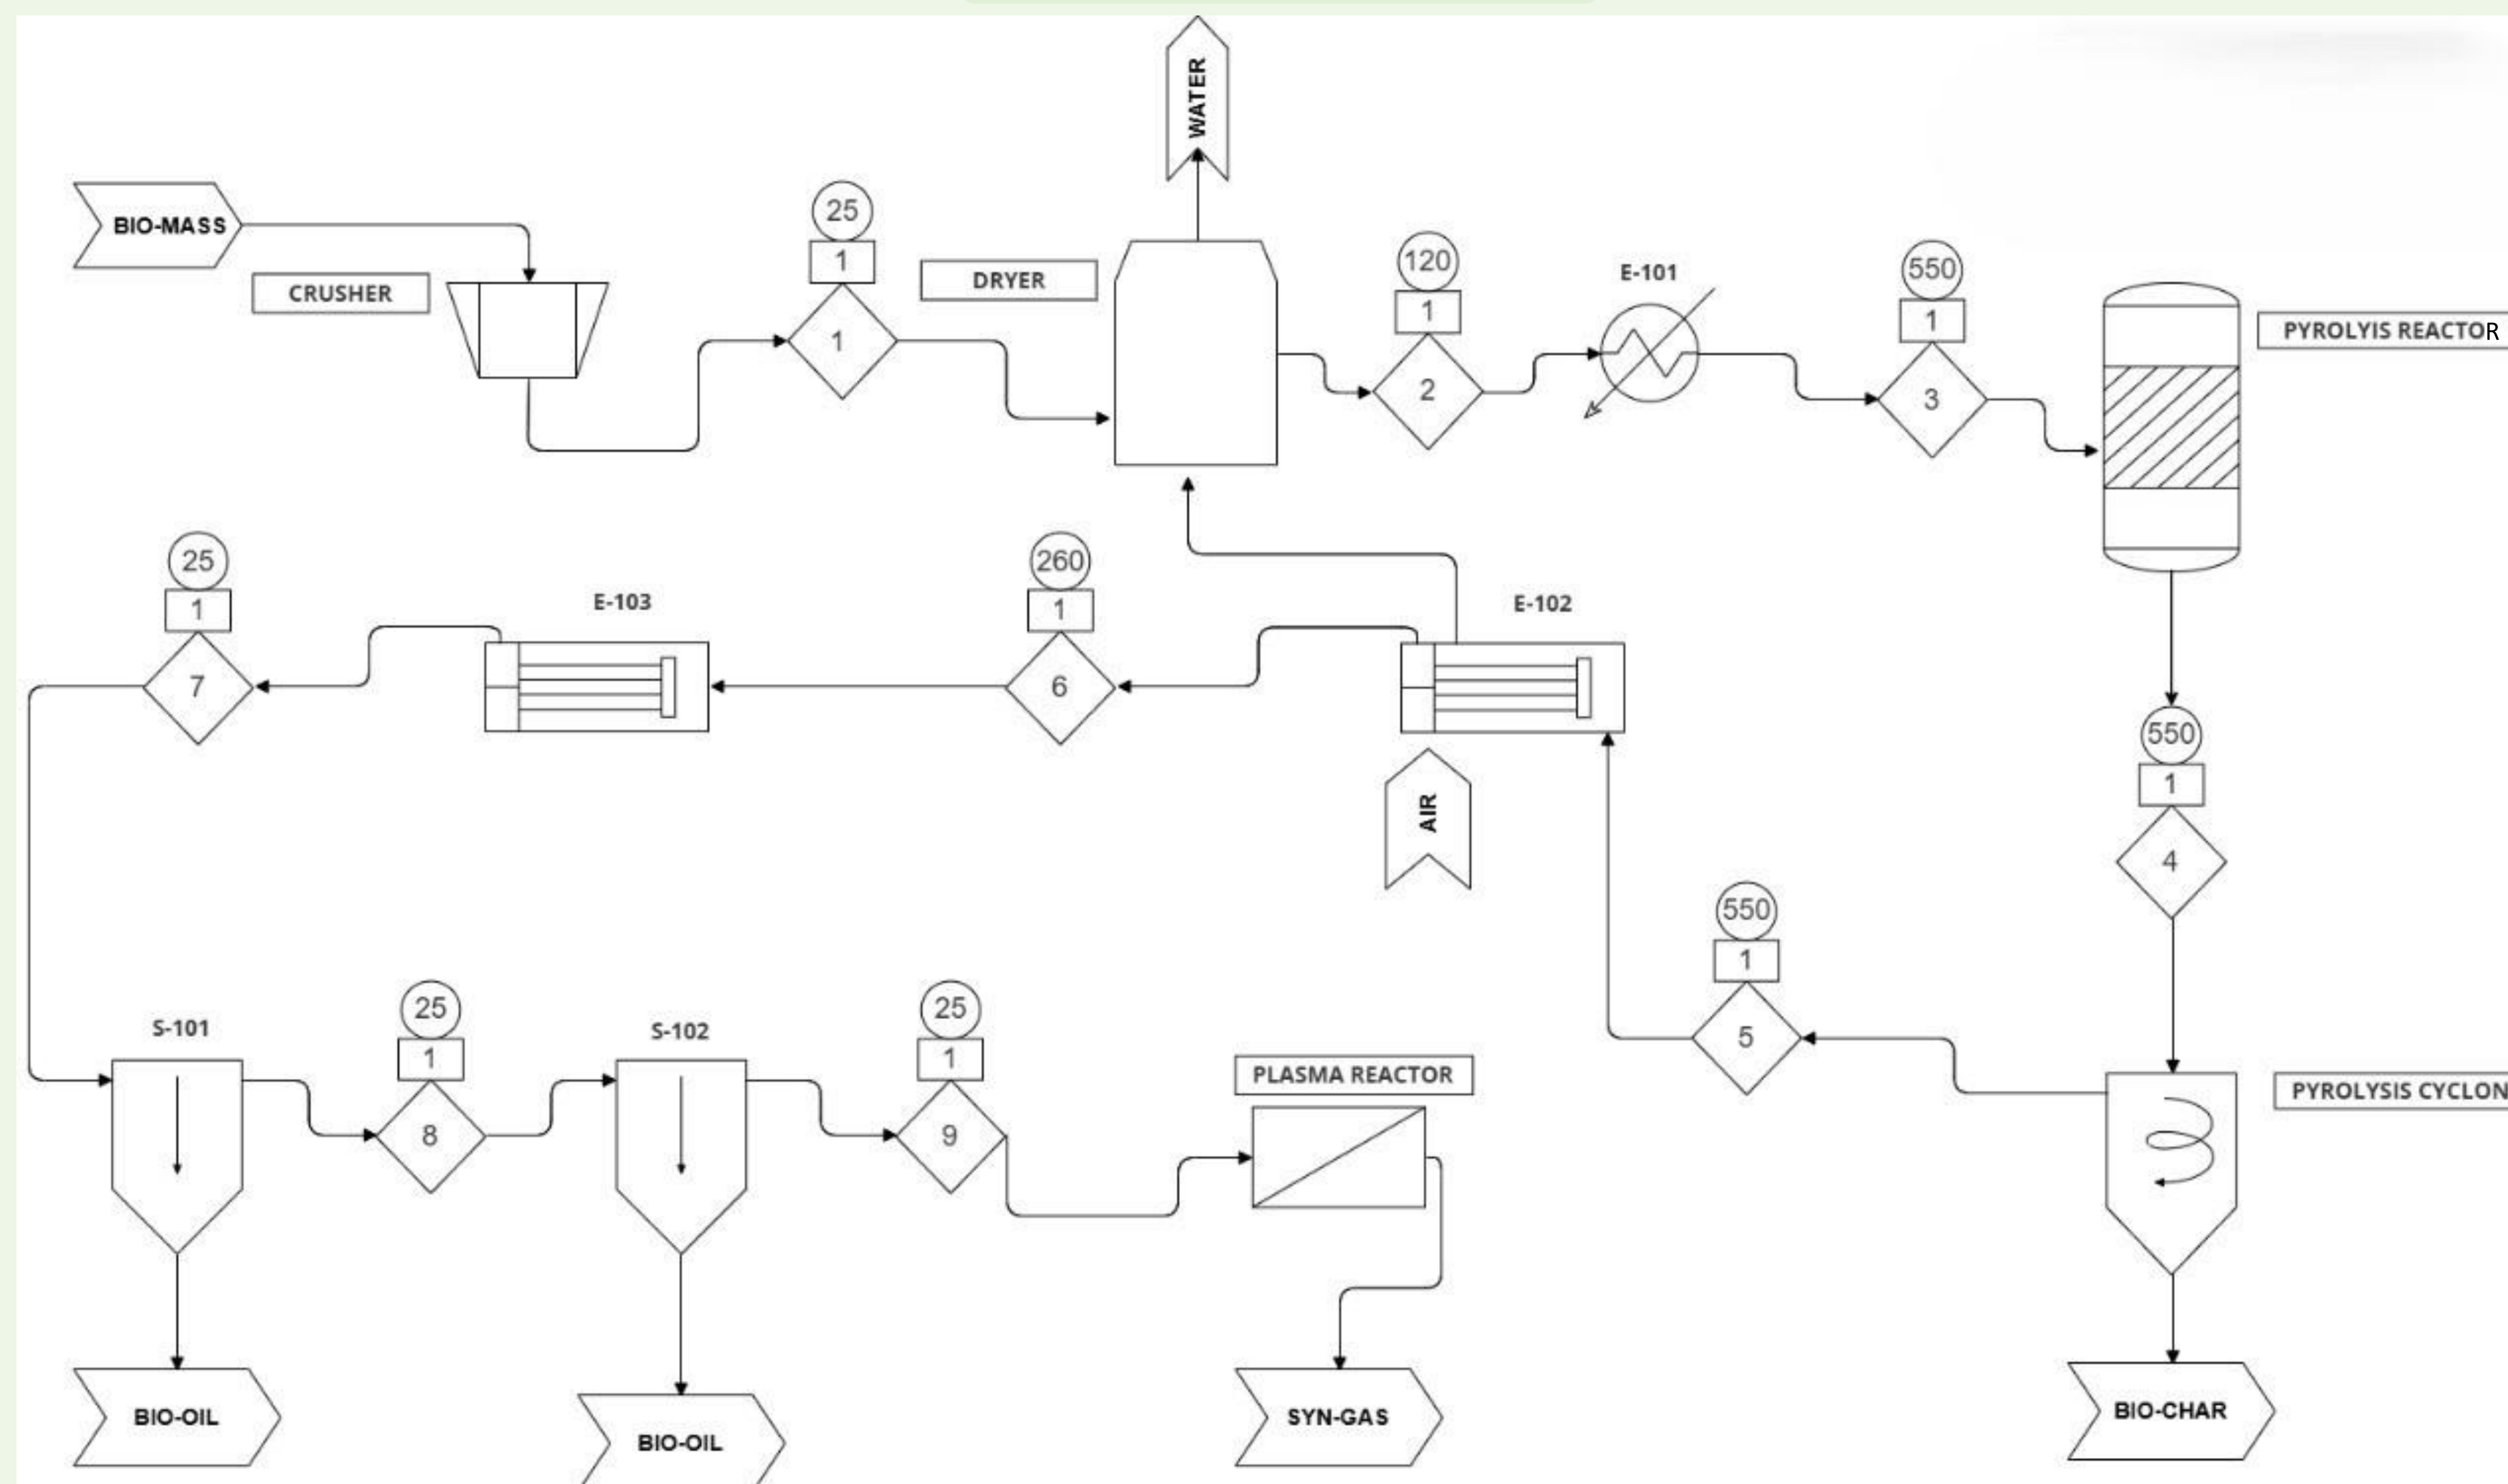 WATER
BIO-MASS
CRUSHER
25
1
1
DRYER
120
1
2
E-101
550
1
3
PYROLYIS REACTOR
25
1
7
E-103
260
1
6
E-102
AIR
550
1
4
550
1
5
S-101
25
1
8
S-102
25
1
9
PLASMA REACTOR
PYROLYSIS CYCLON
BIO-OIL
BIO-OIL
SYN-GAS
BIO-CHAR